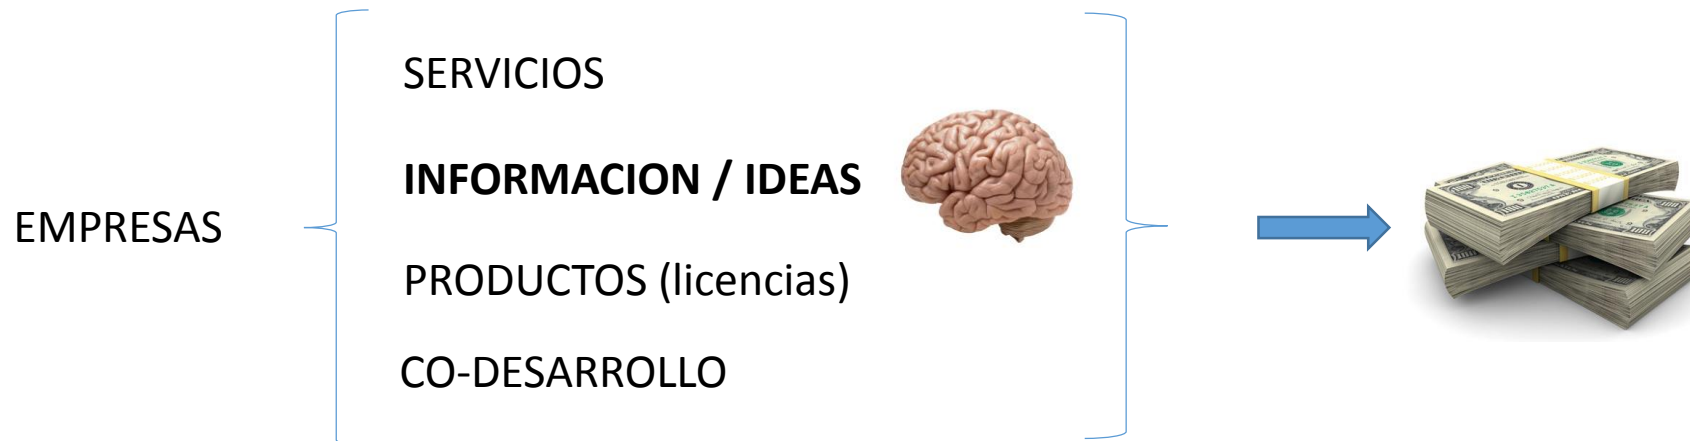 SERVICIOS
INFORMACION / IDEAS
EMPRESAS
PRODUCTOS (licencias)
CO-DESARROLLO